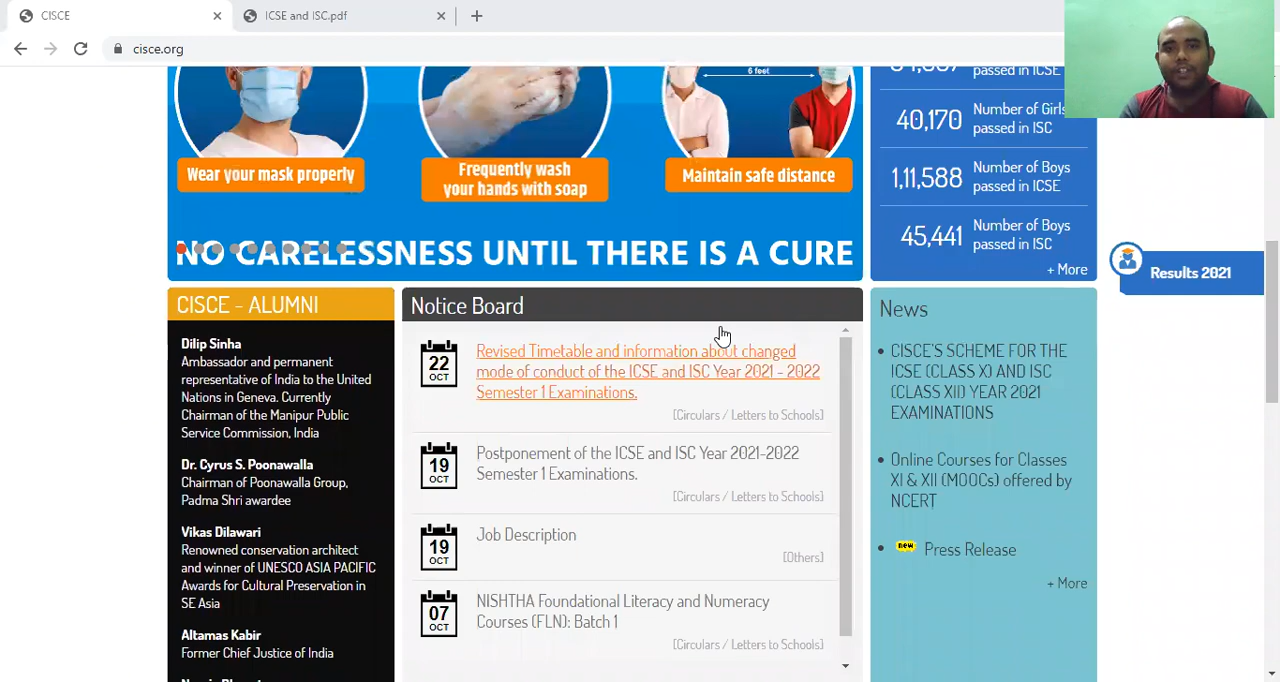 CISCE
ICSE and ISC.pdf
cisce.org
6 feet
Wear your mask properly
Frequently wash
your hands with soap
Maintain safe distance
NO CARELESSNESS UNTIL THERE IS A CURE
passed in ICSE
40,170 Number of Girls
passed in ISC
1,11,588 Number of Boys
passed in ICSE
45,441 Number of Boys
passed in ISC
+ More
Results 2021
CISCE - ALUMNI
Dilip Sinha
Ambassador and permanent
representative of India to the United
Nations in Geneva. Currently
Chairman of the Manipur Public
Service Commission, India
Dr. Cyrus S. Poonawalla
Chairman of Poonawalla Group,
Padma Shri awardee
Vikas Dilawari
Renowned conservation architect
and winner of UNESCO ASIA PACIFIC
Awards for Cultural Preservation in
SE Asia
Altamas Kabir
Former Chief Justice of India
Notice Board
22
OCT
Revised Timetable and information about changed
mode of conduct of the ICSE and ISC Year 2021 - 2022
Semester 1 Examinations.
[Circulars / Letters to Schools]
19
OCT
Postponement of the ICSE and ISC Year 2021-2022
Semester 1 Examinations.
[Circulars / Letters to Schools]
19
OCT
Job Description
[Others]
07
OCT
NISHTHA Foundational Literacy and Numeracy
Courses (FLN): Batch 1
[Circulars / Letters to Schools]
News
CISCE'S SCHEME FOR THE
ICSE (CLASS X) AND ISC
(CLASS XII) YEAR 2021
EXAMINATIONS
Online Courses for Classes
XI & XII (MOOCs) offered by
NCERT
new Press Release
+ More